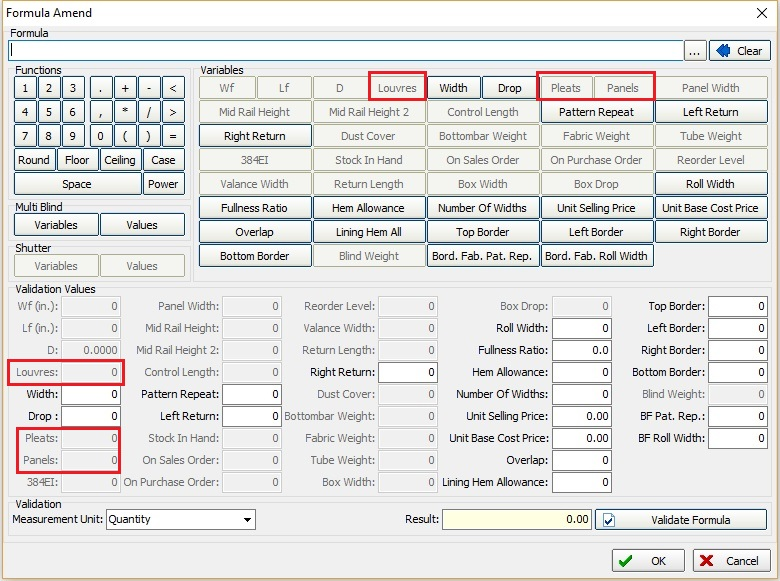 Formula Amend
Formula
... Clear
Functions
1 2 3 . + - <
4 5 6 , * / >
7 8 9 0 ( ) =
Round Floor Ceiling Case
Space Power
Multi Blind
Variables Values
Shutter
Variables Values
Variables
Wf Lf D Louvres Width Drop Pleats Panels Panel Width
Mid Rail Height Mid Rail Height 2 Control Length Pattern Repeat Left Return
Right Return Dust Cover Bottombar Weight Fabric Weight Tube Weight
384EI Stock In Hand On Sales Order On Purchase Order Reorder Level
Valance Width Return Length Box Width Box Drop Roll Width
Fullness Ratio Hem Allowance Number Of Widths Unit Selling Price Unit Base Cost Price
Overlap Lining Hem All Top Border Left Border Right Border
Bottom Border Blind Weight Bord. Fab. Pat. Rep. Bord. Fab. Roll Width
Validation Values
Wf (in.): 0 Panel Width: 0 Reorder Level: 0 Box Drop: 0 Top Border: 0
Lf (in.): 0 Mid Rail Height: 0 Valance Width: 0 Roll Width: 0 Left Border: 0
D: 0.0000 Mid Rail Height 2: 0 Return Length: 0 Fullness Ratio: 0.0 Right Border: 0
Louvres: 0 Control Length: 0 Right Return: 0 Hem Allowance: 0 Bottom Border: 0
Width: 0 Pattern Repeat: 0 Dust Cover: 0 Number Of Widths: 0 Blind Weight: 0
Drop : 0 Left Return: 0 Bottombar Weight: 0 Unit Selling Price: 0.00 BF Pat. Rep.: 0
Pleats: 0 Stock In Hand: 0 Fabric Weight: 0 Unit Base Cost Price: 0.00 BF Roll Width: 0
Panels: 0 On Sales Order: 0 Tube Weight: 0 Overlap: 0
384EI: 0 On Purchase Order: 0 Box Width: 0 Lining Hem Allowance: 0
Validation
Measurement Unit: Quantity Result: 0.00 Validate Formula
OK Cancel